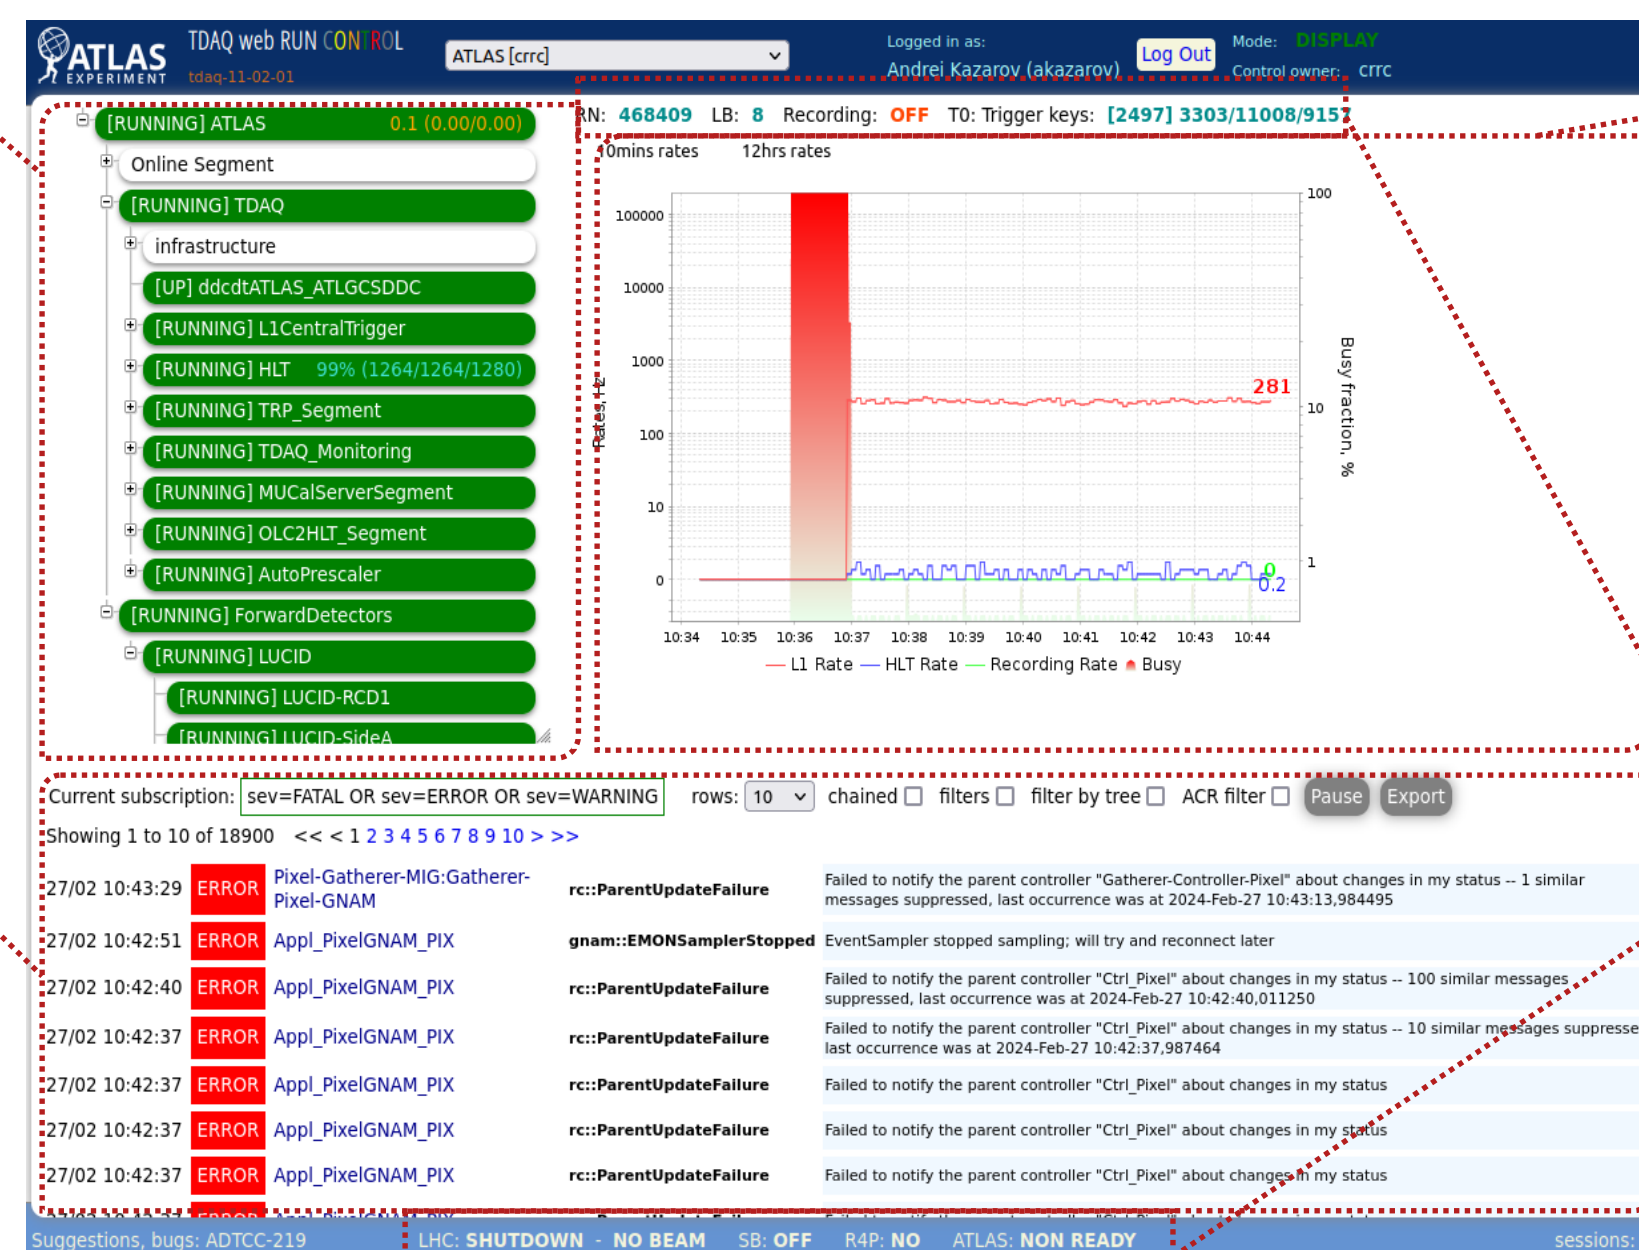 ATLAS
EXPERIMENT
TDAQ web RUN CONTROL
tdaq-11-02-01
ATLAS [crrc]
Logged in as:
Andrei Kazarov (akazarov)
Log Out
Mode: DISPLAY
Control owner: crrc
RN: 468409 LB: 8 Recording: OFF T0: Trigger keys: [2497] 3303/11008/9157
[RUNNING] ATLAS 0.1 (0.00/0.00)
Online Segment
[RUNNING] TDAQ
infrastructure
[UP] ddcdtATLAS_ATLGCSDDC
[RUNNING] L1CentralTrigger
[RUNNING] HLT 99% (1264/1264/1280)
[RUNNING] TRP_Segment
[RUNNING] TDAQ_Monitoring
[RUNNING] MUCalServerSegment
[RUNNING] OLC2HLT_Segment
[RUNNING] AutoPrescaler
[RUNNING] ForwardDetectors
[RUNNING] LUCID
[RUNNING] LUCID-RCD1
[RUNNING] LUCID-SideA
10mins rates 12hrs rates
100000
10000
1000
100
10
0
Rates, Hz
100
10
1
Busy fraction, %
281
0
0.2
10:34 10:35 10:36 10:37 10:38 10:39 10:40 10:41 10:42 10:43 10:44
L1 Rate HLT Rate Recording Rate Busy
Current subscription: sev=FATAL OR sev=ERROR OR sev=WARNING rows: 10 chained filters filter by tree ACR filter Pause Export
Showing 1 to 10 of 18900 << < 1 2 3 4 5 6 7 8 9 10 > >>
27/02 10:43:29 ERROR Pixel-Gatherer-MIG:Gatherer-
Pixel-GNAM
rc::ParentUpdateFailure
Failed to notify the parent controller "Gatherer-Controller-Pixel" about changes in my status -- 1 similar
messages suppressed, last occurrence was at 2024-Feb-27 10:43:13,984495
27/02 10:42:51 ERROR Appl_PixelGNAM_PIX gnam::EMONSamplerStopped EventSampler stopped sampling; will try and reconnect later
27/02 10:42:40 ERROR Appl_PixelGNAM_PIX rc::ParentUpdateFailure
Failed to notify the parent controller "Ctrl_Pixel" about changes in my status -- 100 similar messages
suppressed, last occurrence was at 2024-Feb-27 10:42:40,011250
27/02 10:42:37 ERROR Appl_PixelGNAM_PIX rc::ParentUpdateFailure
Failed to notify the parent controller "Ctrl_Pixel" about changes in my status -- 10 similar messages suppresse
last occurrence was at 2024-Feb-27 10:42:37,987464
27/02 10:42:37 ERROR Appl_PixelGNAM_PIX rc::ParentUpdateFailure Failed to notify the parent controller "Ctrl_Pixel" about changes in my status
27/02 10:42:37 ERROR Appl_PixelGNAM_PIX rc::ParentUpdateFailure Failed to notify the parent controller "Ctrl_Pixel" about changes in my status
27/02 10:42:37 ERROR Appl_PixelGNAM_PIX rc::ParentUpdateFailure Failed to notify the parent controller "Ctrl_Pixel" about changes in my status
Suggestions, bugs: ADTCC-219 LHC: SHUTDOWN - NO BEAM SB: OFF R4P: NO ATLAS: NON READY sessions: